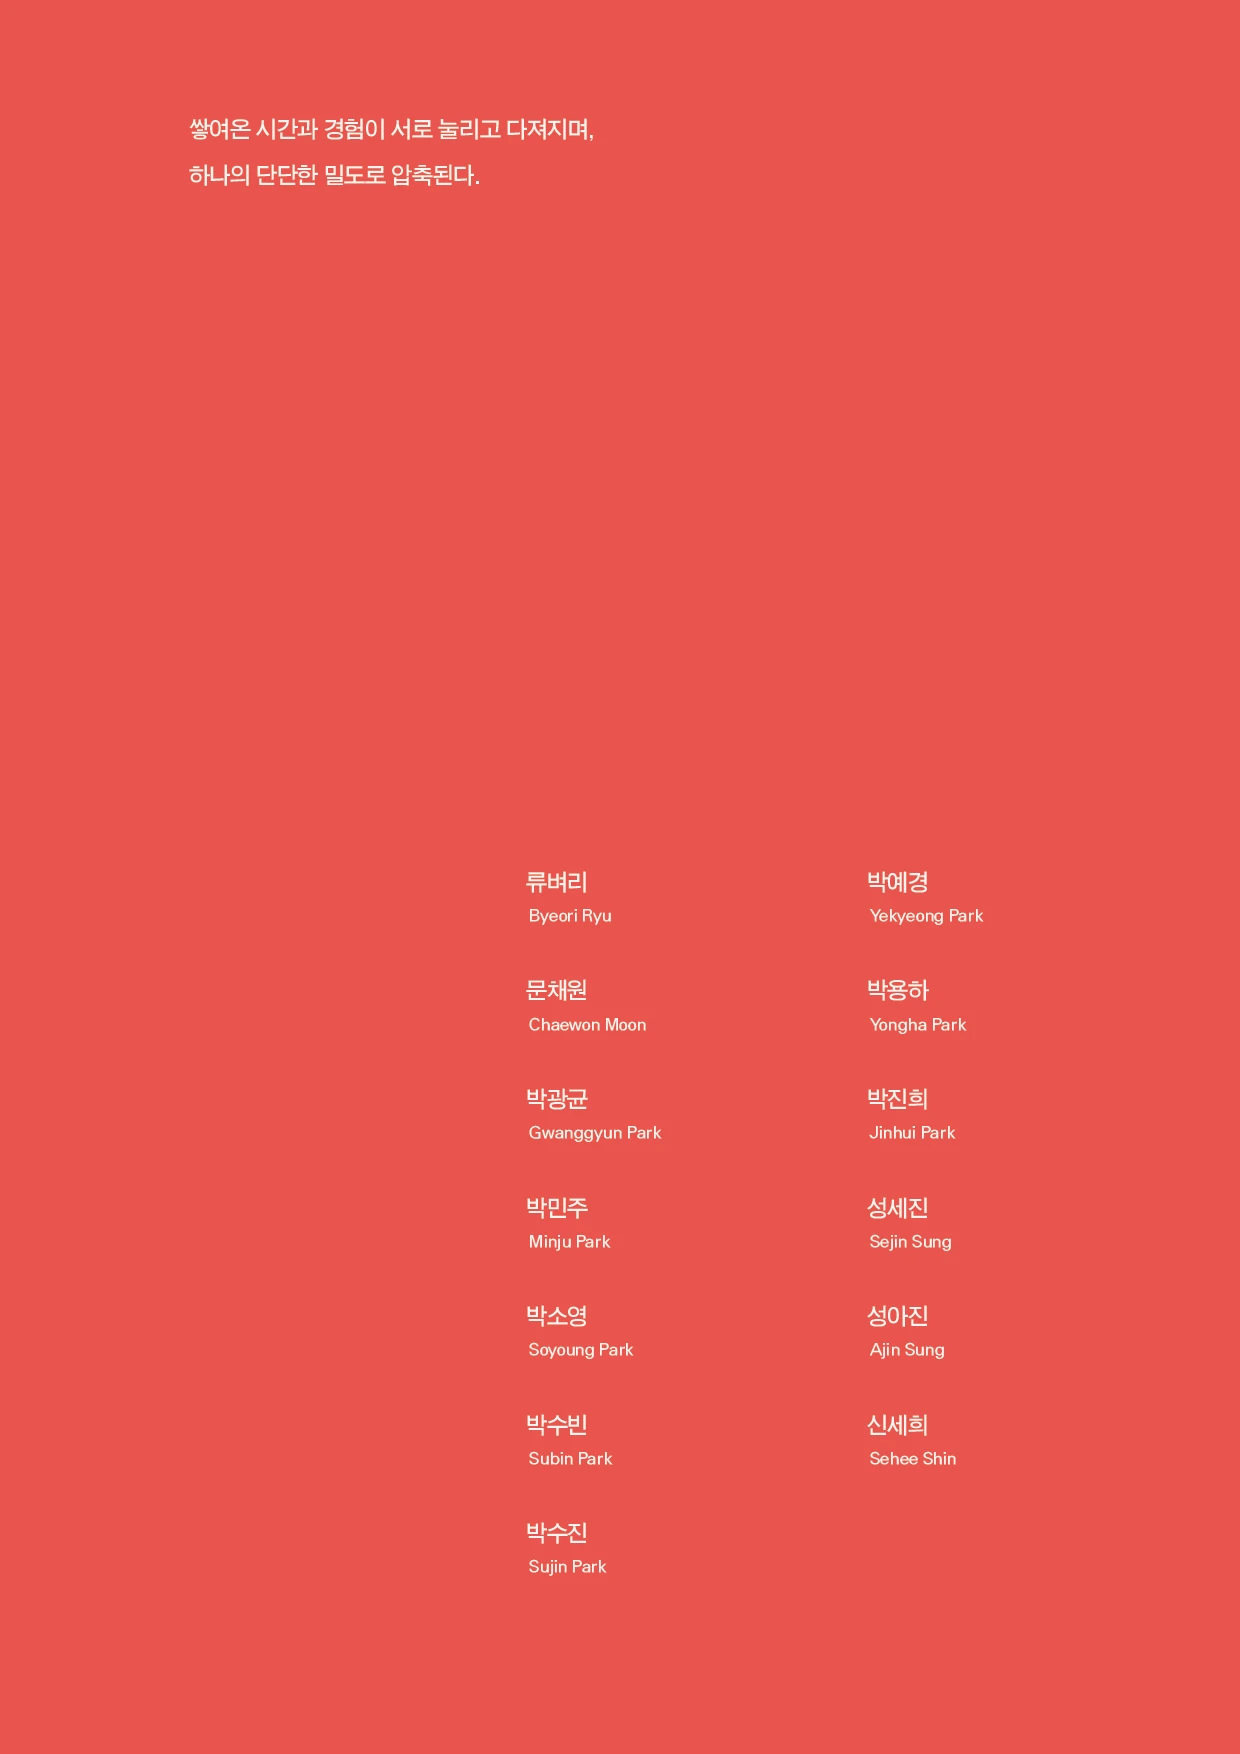 쌓여온 시간과 경험이 서로 눌리고 다져지며,
하나의 단단한 밀도로 압축된다.
류벼리
Byeori Ryu
문채원
Chaewon Moon
박광균
Gwanggyun Park
박민주
Minju Park
박소영
Soyoung Park
박수빈
Subin Park
박수진
Sujin Park
박예경
Yekyeong Park
박용하
Yongha Park
박진희
Jinhui Park
성세진
Sejin Sung
성아진
Ajin Sung
신세희
Sehee Shin